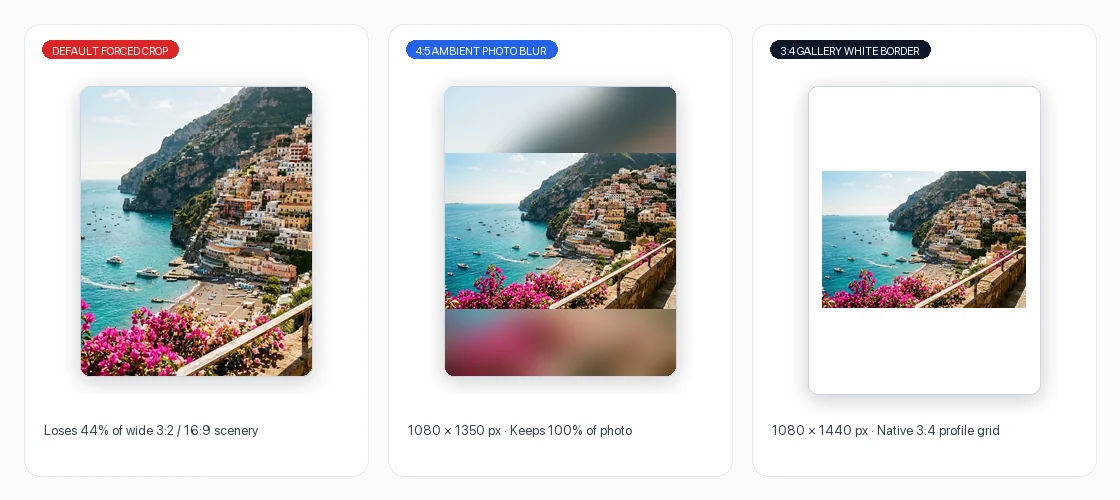 DEFAULT FORCED CROP
4:5 AMBIENT PHOTO BLUR
3:4 GALLERY WHITE BORDER
Loses 44% of wide 3:2 / 16:9 scenery
1080 × 1350 px · Keeps 100% of photo
1080 × 1440 px · Native 3:4 profile grid